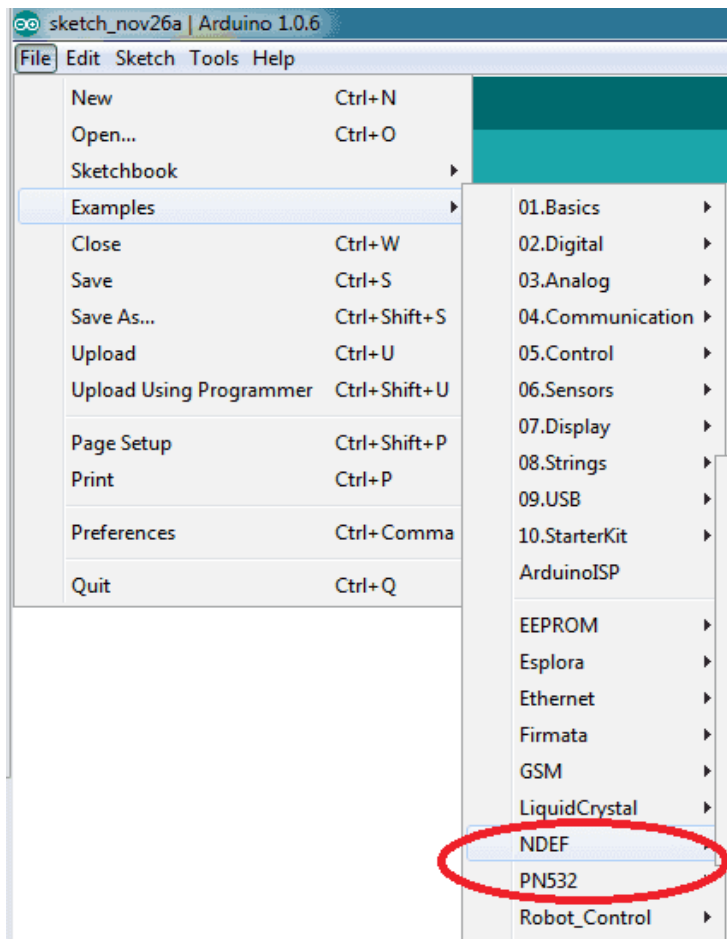 sketch_nov26a | Arduino 1.0.6
File Edit Sketch Tools Help
New Ctrl+N
Open... Ctrl+O
Sketchbook
Examples
Close Ctrl+W
Save Ctrl+S
Save As... Ctrl+Shift+S
Upload Ctrl+U
Upload Using Programmer Ctrl+Shift+U
Page Setup Ctrl+Shift+P
Print Ctrl+P
Preferences Ctrl+Comma
Quit Ctrl+Q
01.Basics
02.Digital
03.Analog
04.Communication
05.Control
06.Sensors
07.Display
08.Strings
09.USB
10.StarterKit
ArduinoISP
EEPROM
Esplora
Ethernet
Firmata
GSM
LiquidCrystal
NDEF
PN532
Robot_Control